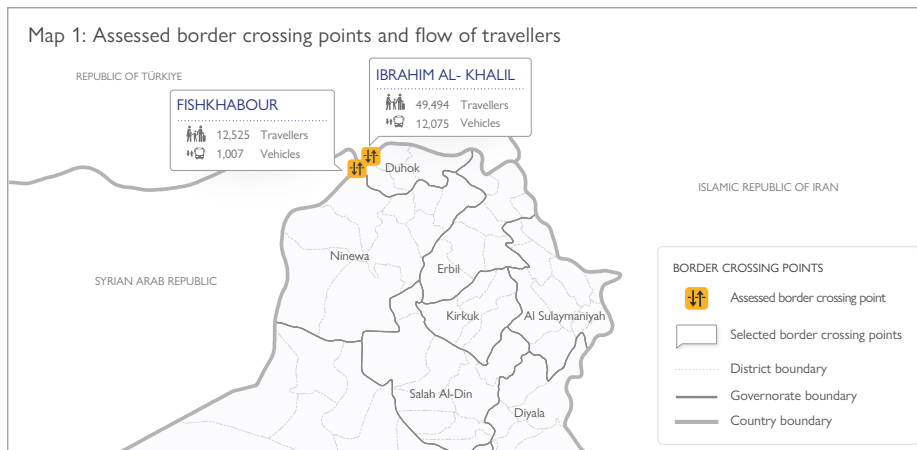 Map 1: Assessed border crossing points and flow of travellers
REPUBLIC OF TÜRKIYE
IBRAHIM AL- KHALIL
49,494 Travellers
12,075 Vehicles
FISHKHABOUR
12,525 Travellers
1,007 Vehicles
Duhok
ISLAMIC REPUBLIC OF IRAN
SYRIAN ARAB REPUBLIC
Ninewa
Erbil
Kirkuk
Al Sulaymaniyah
Salah Al-Din
Diyala
BORDER CROSSING POINTS
Assessed border crossing point
Selected border crossing points
District boundary
Governorate boundary
Country boundary